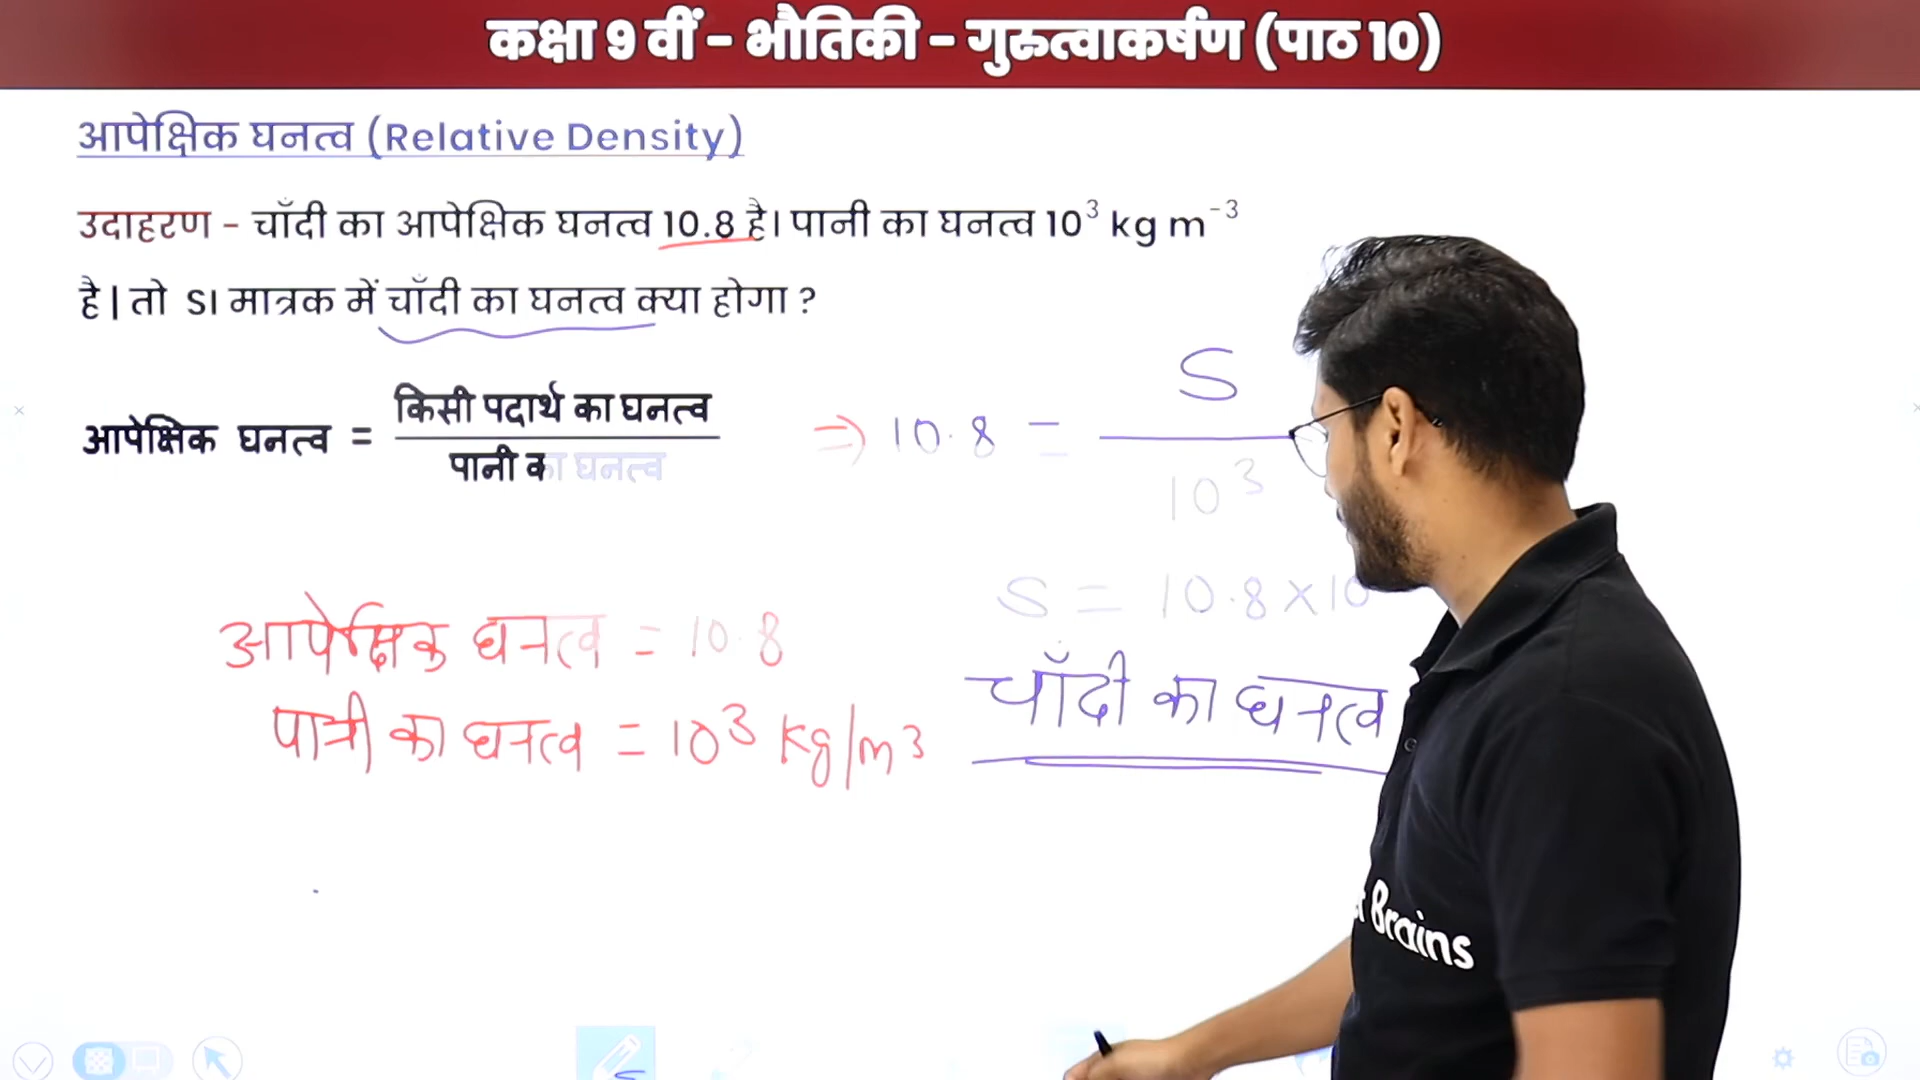 कक्षा 9 वीं - भौतिकी - गुरुत्वाकर्षण (पाठ 10)
आपेक्षिक घनत्व (Relative Density)
उदाहरण - चाँदी का आपेक्षिक घनत्व 10.8 है। पानी का घनत्व 10³ kg m⁻³
है | तो SI मात्रक में चाँदी का घनत्व क्या होगा ?
आपेक्षिक घनत्व = किसी पदार्थ का घनत्व
पानी का घनत्व
⇒ 10.8 = S
10³
S = 10.8 × 10
आपेक्षिक घनत्व = 10.8
पानी का घनत्व = 10³ kg/m³
चाँदी का घनत्व
Brains